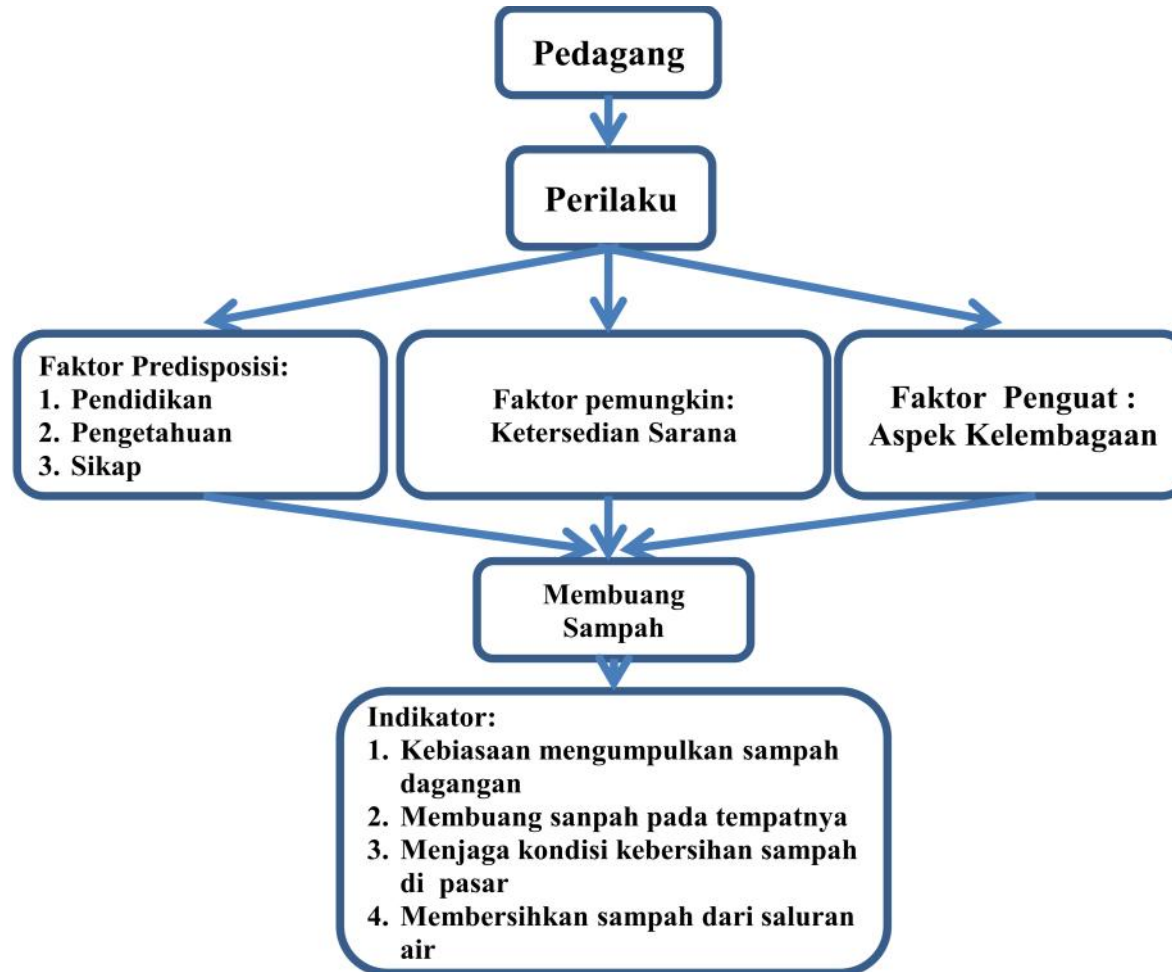 Pedagang
Perilaku
Faktor Predisposisi:
1. Pendidikan
2. Pengetahuan
3. Sikap
Faktor pemungkin:
Ketersedian Sarana
Faktor Penguat :
Aspek Kelembagaan
Membuang
Sampah
Indikator:
1. Kebiasaan mengumpulkan sampah
dagangan
2. Membuang sanpah pada tempatnya
3. Menjaga kondisi kebersihan sampah
di pasar
4. Membersihkan sampah dari saluran
air